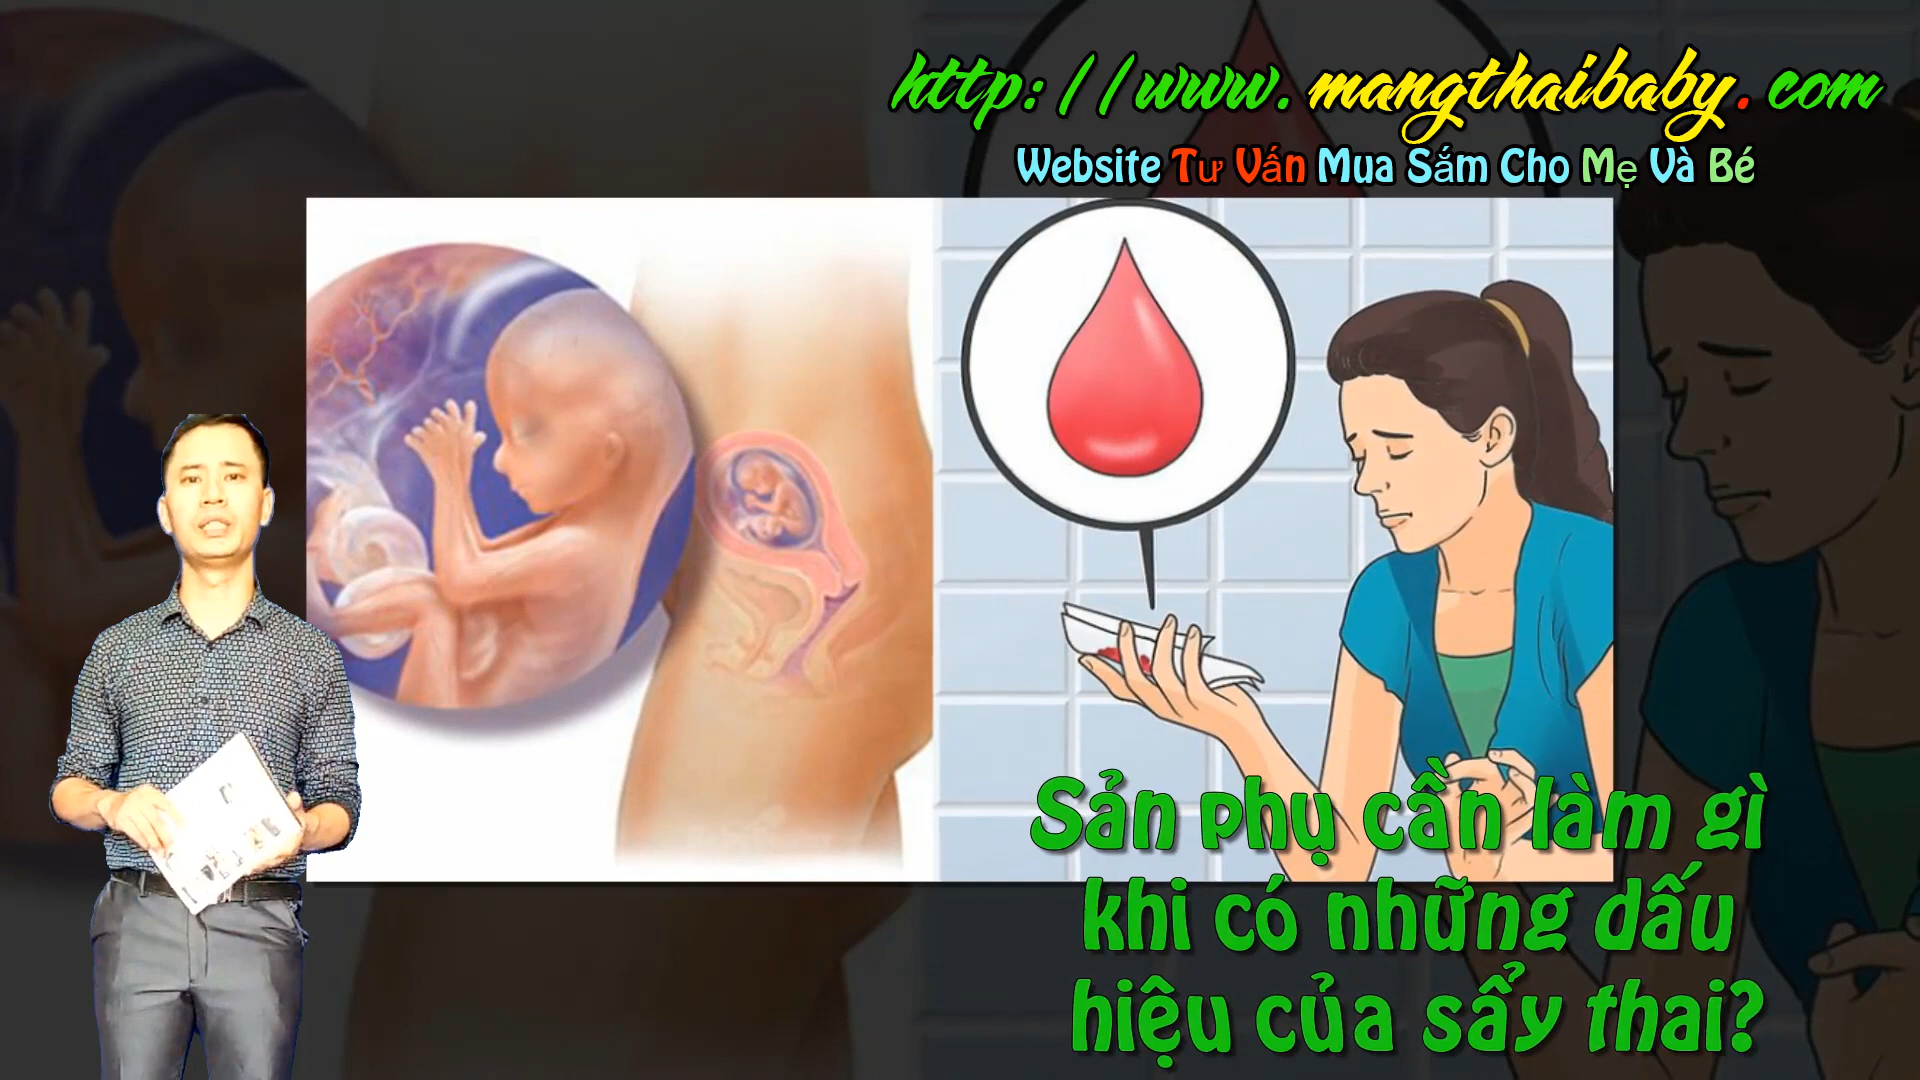 http://www.mangthaibaby.com
Website Tư Vấn Mua Sắm Cho Mẹ Và Bé
Sản phụ cần làm gì
khi có những dấu
hiệu của sẩy thai?